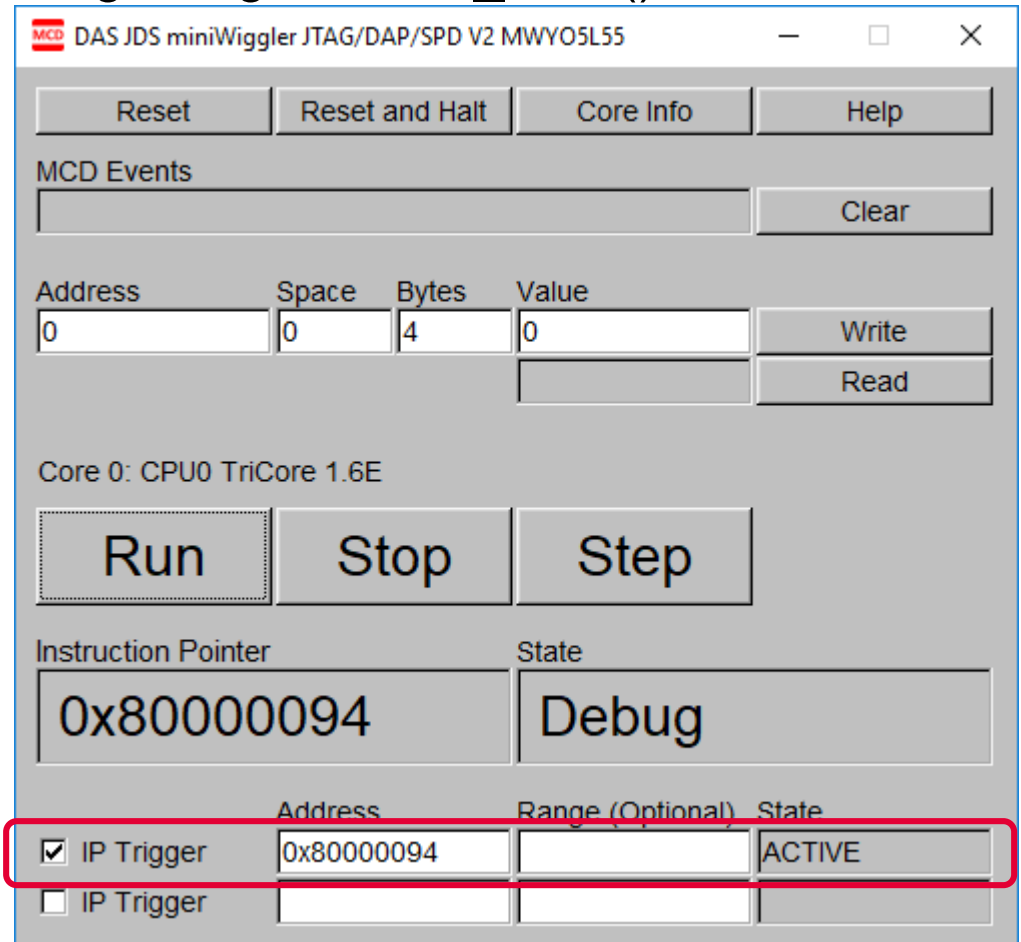 MCD DAS JDS miniWiggler JTAG/DAP/SPD V2 MWYO5L55
Reset Reset and Halt Core Info Help
MCD Events
Clear
Address Space Bytes Value
0 0 4 0 Write
Read
Core 0: CPU0 TriCore 1.6E
Run Stop Step
Instruction Pointer State
0x80000094 Debug
Address Range (Optional) State
IP Trigger 0x80000094 ACTIVE
IP Trigger